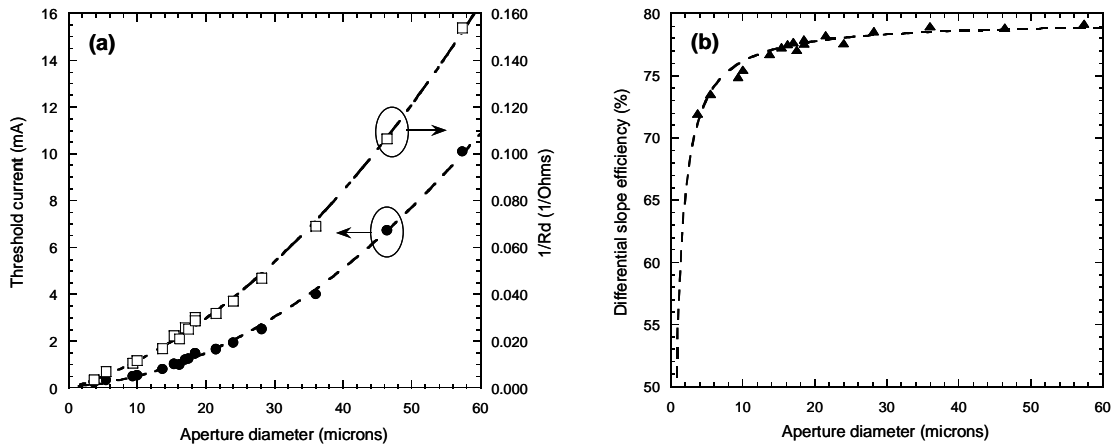 (a)
Threshold current (mA)
16
14
12
10
8
6
4
2
0
0 10 20 30 40 50 60
Aperture diameter (microns)
0.160
0.140
0.120
0.100
0.080
0.060
0.040
0.020
0.000
1/Rd (1/Ohms)
(b)
Differential slope efficiency (%)
80
75
70
65
60
55
50
0 10 20 30 40 50 60
Aperture diameter (microns)